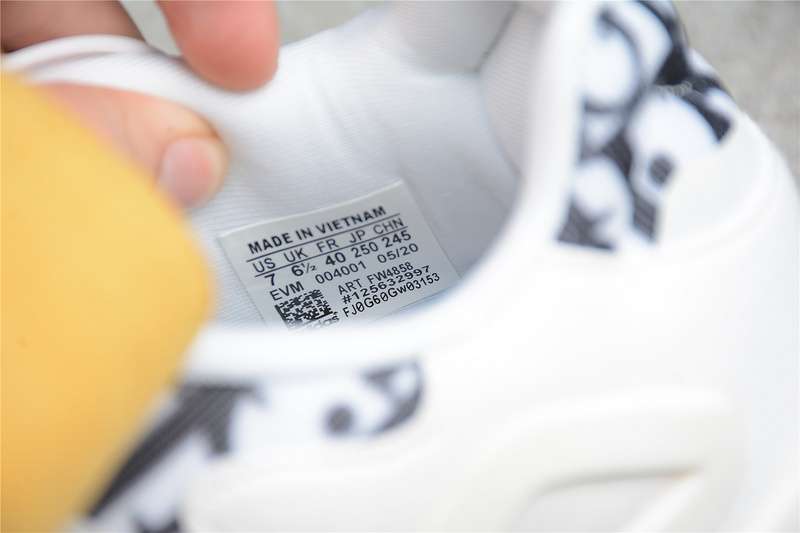 MADE IN VIETNAM
US UK FR JP CHN
7 6½ 40 250 245
EVM 004001 05/20
ART FW4858
#125632997
FJ0G60Gw03153